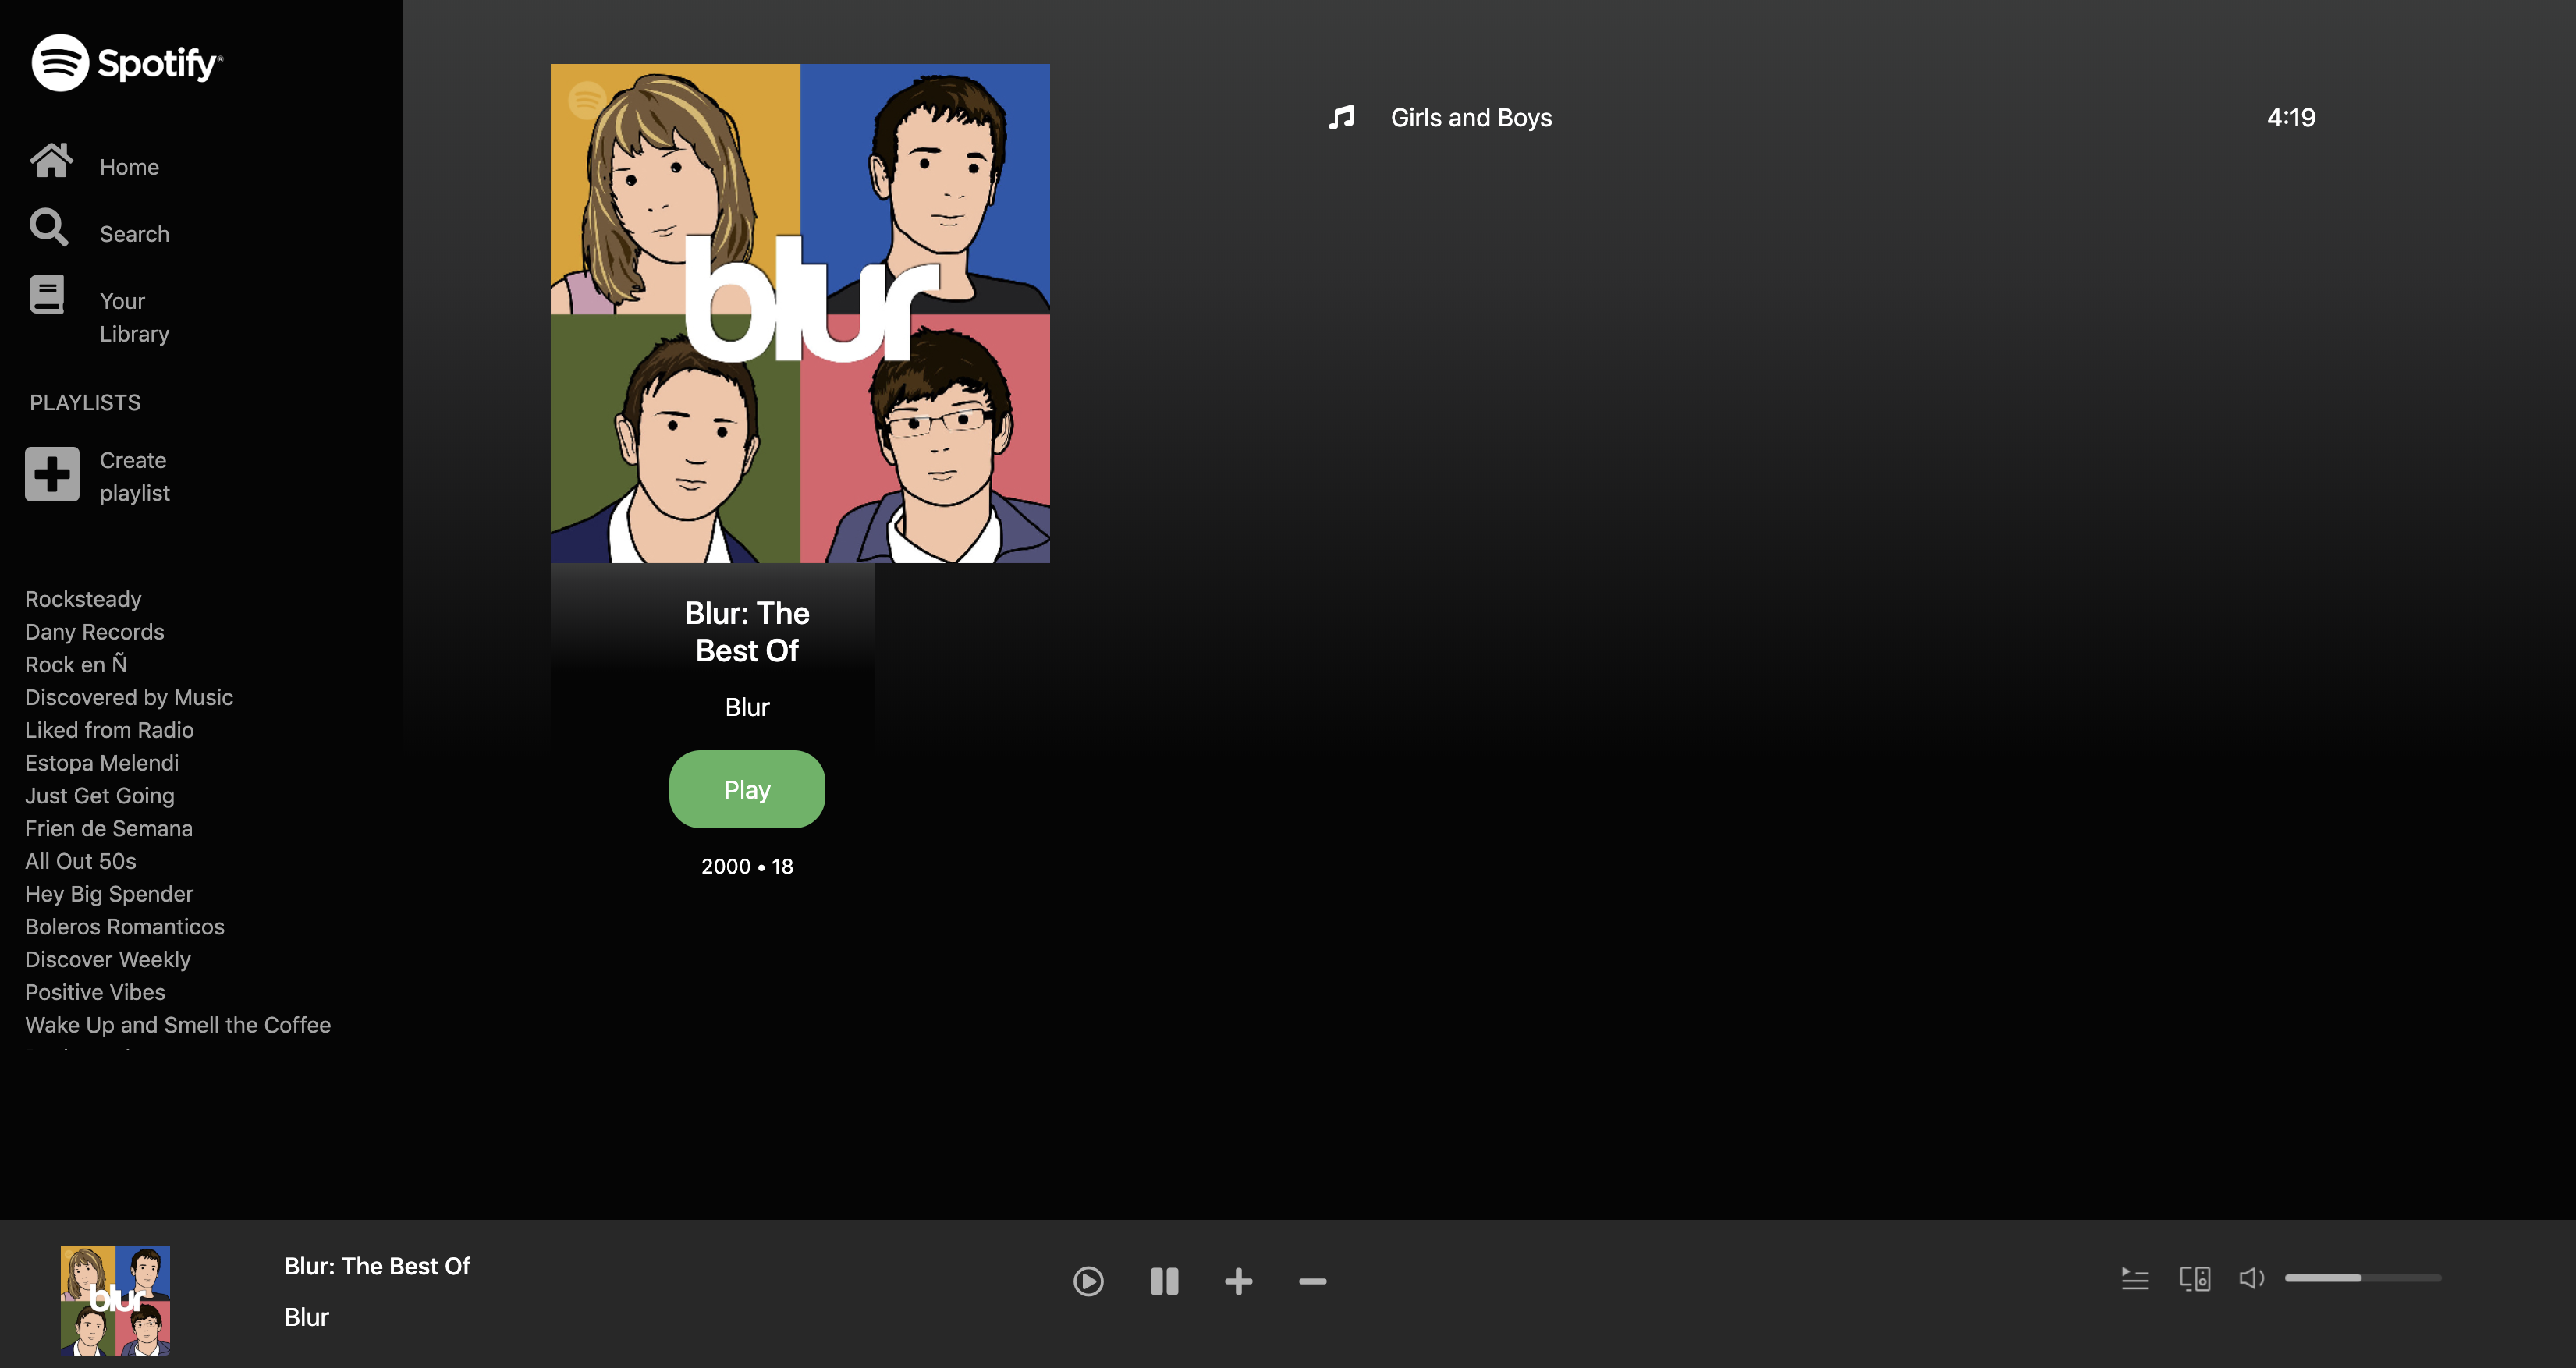 Spotify
Home
Search
Your
Library
PLAYLISTS
Create
playlist
Rocksteady
Dany Records
Rock en Ñ
Discovered by Music
Liked from Radio
Estopa Melendi
Just Get Going
Frien de Semana
All Out 50s
Hey Big Spender
Boleros Romanticos
Discover Weekly
Positive Vibes
Wake Up and Smell the Coffee
blur
Blur: The
Best Of
Blur
Play
2000 • 18
Girls and Boys 4:19
blur
Blur: The Best Of
Blur